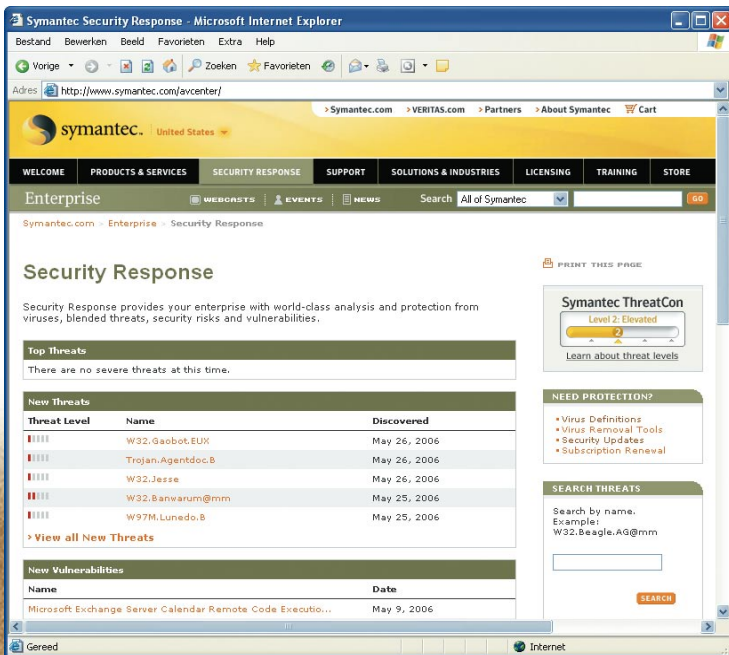 Symantec Security Response - Microsoft Internet Explorer
Bestand Bewerken Beeld Favorieten Extra Help
Vorige Zoeken Favorieten
Adres http://www.symantec.com/avcenter/
> Symantec.com > VERITAS.com > Partners > About Symantec Cart
symantec. United States
WELCOME PRODUCTS & SERVICES SECURITY RESPONSE SUPPORT SOLUTIONS & INDUSTRIES LICENSING TRAINING STORE
Enterprise WEBCASTS EVENTS NEWS Search All of Symantec GO
Symantec.com > Enterprise > Security Response
PRINT THIS PAGE
Security Response
Security Response provides your enterprise with world-class analysis and protection from
viruses, blended threats, security risks and vulnerabilities.
Symantec ThreatCon
Level 2: Elevated
2
Learn about threat levels
Top Threats
There are no severe threats at this time.
New Threats
Threat Level Name Discovered
W32.Gaobot.EUX May 26, 2006
Trojan.Agentdoc.B May 26, 2006
W32.Jesse May 26, 2006
W32.Banwarum@mm May 25, 2006
W97M.Lunedo.B May 25, 2006
> View all New Threats
NEED PROTECTION?
Virus Definitions
Virus Removal Tools
Security Updates
Subscription Renewal
SEARCH THREATS
Search by name.
Example:
W32.Beagle.AG@mm
SEARCH
New Vulnerabilities
Name Date
Microsoft Exchange Server Calendar Remote Code Executio... May 9, 2006
Gereed Internet